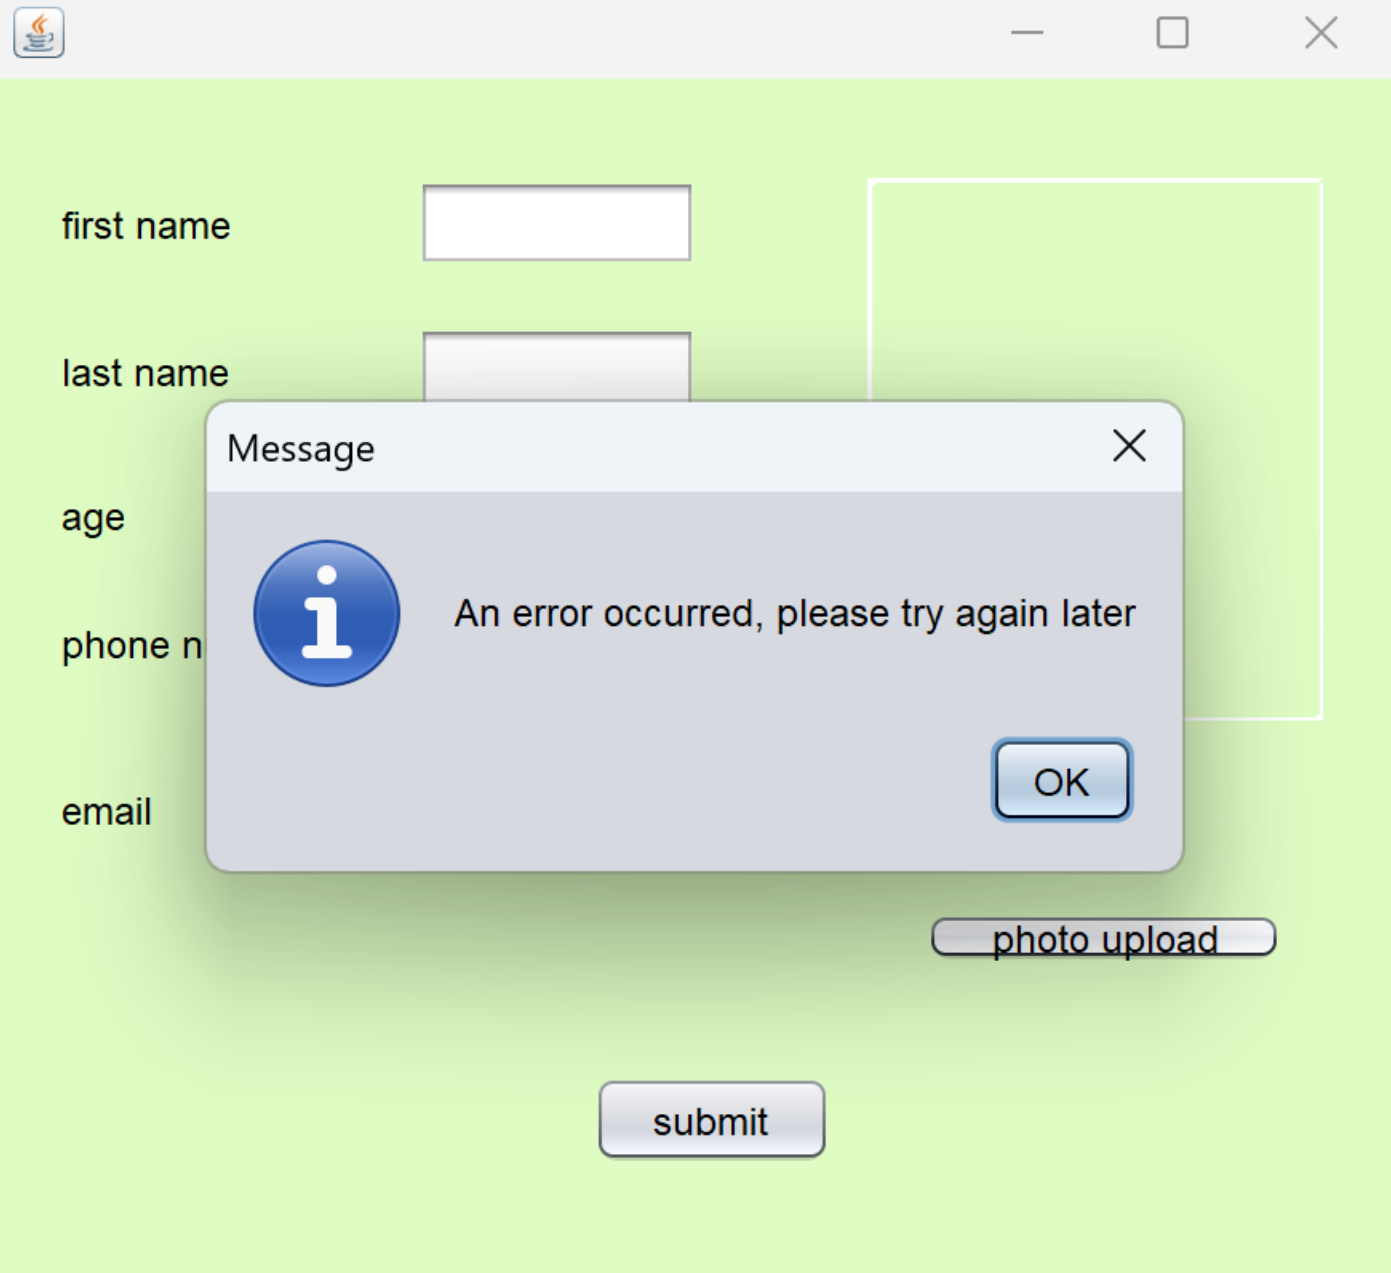 first name
last name
Message
age
An error occurred, please try again later
phone n
OK
email
photo upload
submit